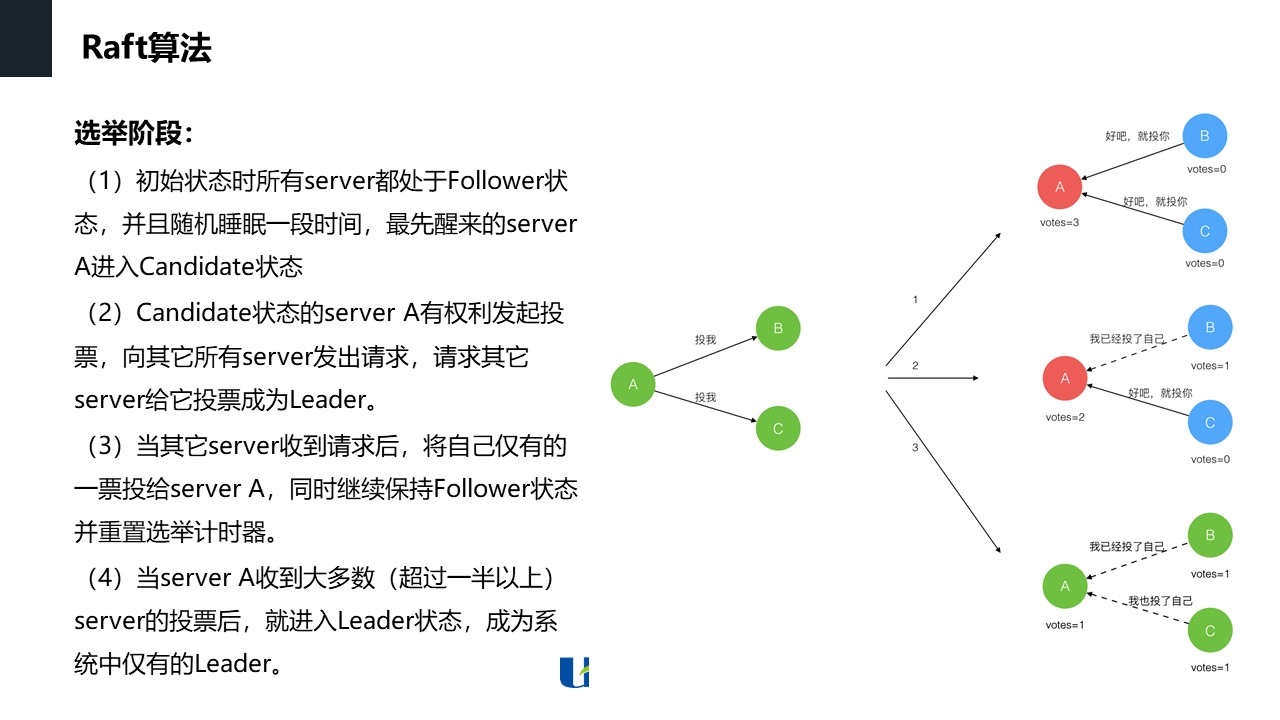 Raft算法
选举阶段：
（1）初始状态时所有server都处于Follower状
态，并且随机睡眠一段时间，最先醒来的server
A进入Candidate状态
（2）Candidate状态的server A有权利发起投
票，向其它所有server发出请求，请求其它
server给它投票成为Leader。
（3）当其它server收到请求后，将自己仅有的
一票投给server A，同时继续保持Follower状态
并重置选举计时器。
（4）当server A收到大多数（超过一半以上）
server的投票后，就进入Leader状态，成为系
统中仅有的Leader。
A
投我
B
投我
C
1
2
3
好吧，就投你
B
votes=0
A
votes=3
好吧，就投你
C
votes=0
我已经投了自己
B
votes=1
A
votes=2
好吧，就投你
C
votes=0
我已经投了自己
B
votes=1
A
votes=1
我也投了自己
C
votes=1